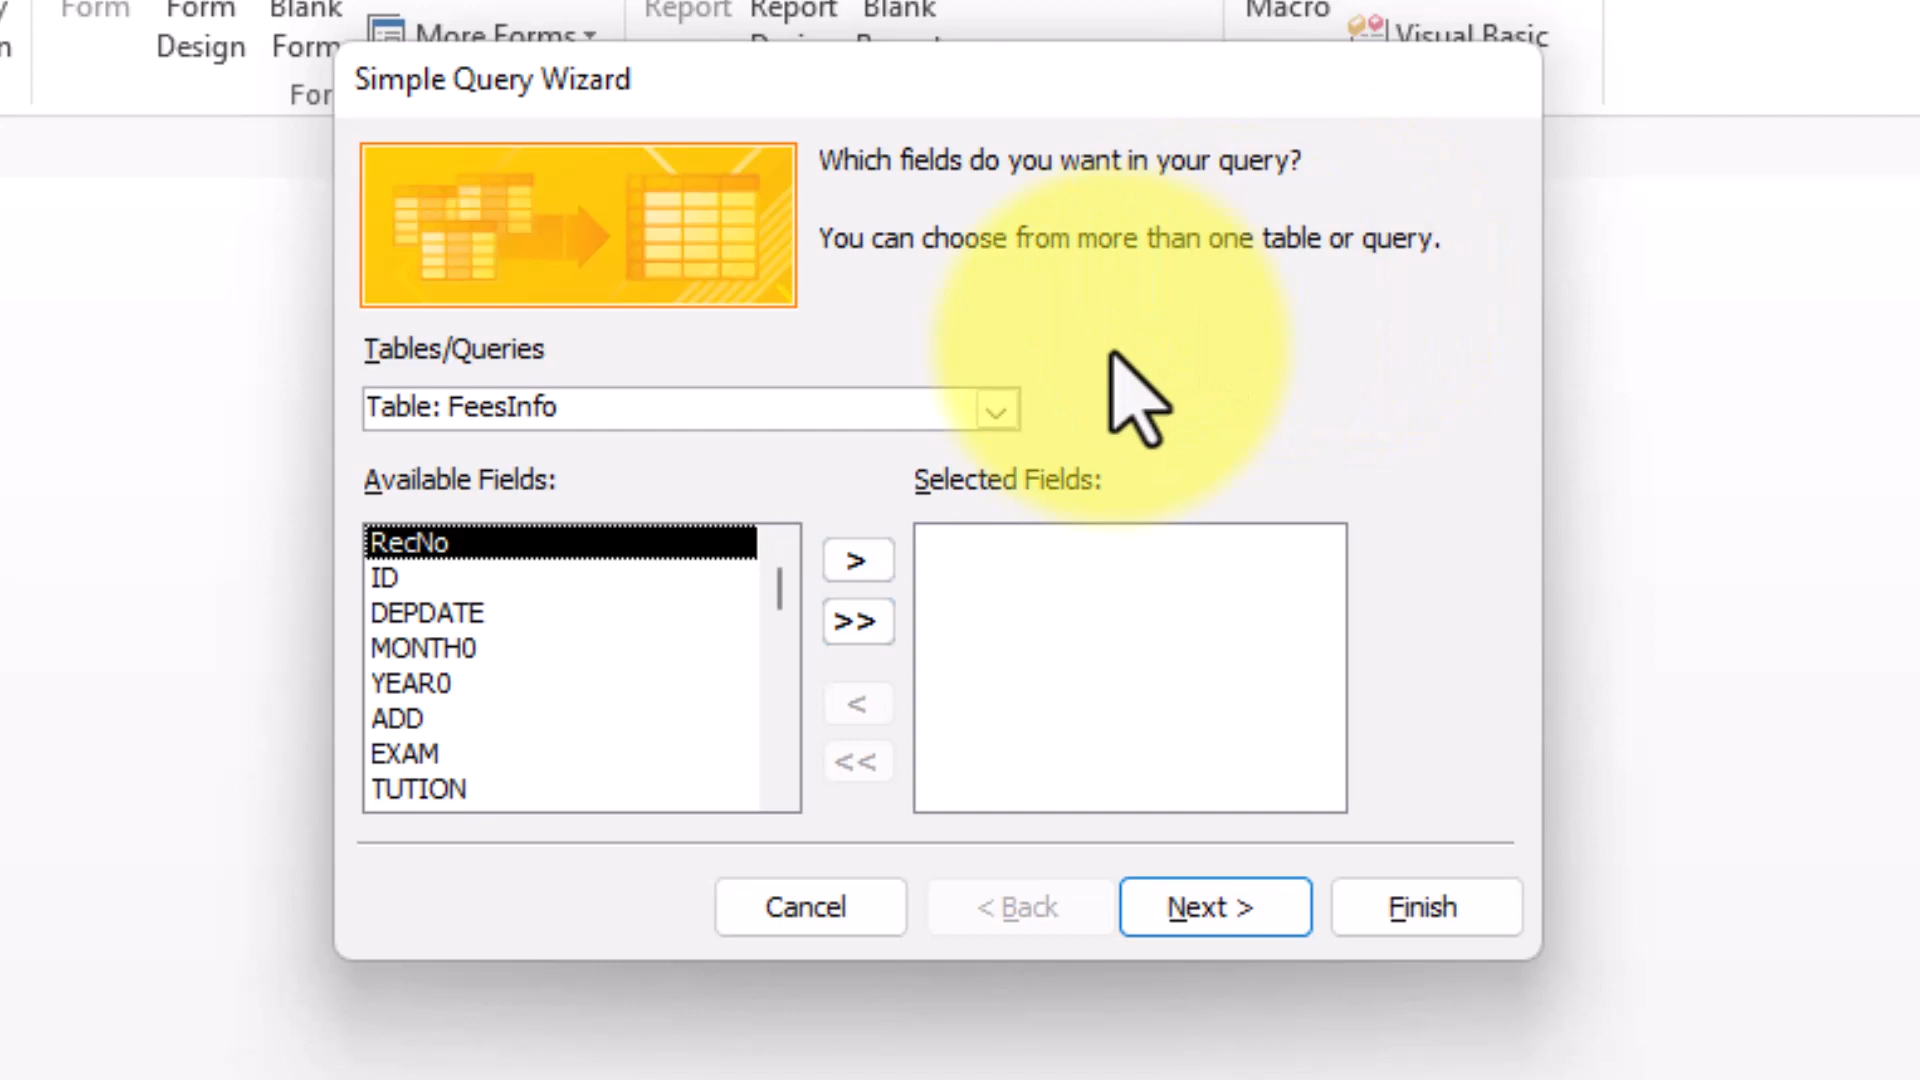 Form Form Blank Report Report Blank Macro
Design Form More Forms Visual Basic
For
Simple Query Wizard
Which fields do you want in your query?
You can choose from more than one table or query.
Tables/Queries
Table: FeesInfo
Available Fields:
Selected Fields:
RecNo
ID
DEPDATE
MONTH0
YEAR0
ADD
EXAM
TUTION
>
>>
<
<<
Cancel
< Back
Next >
Finish